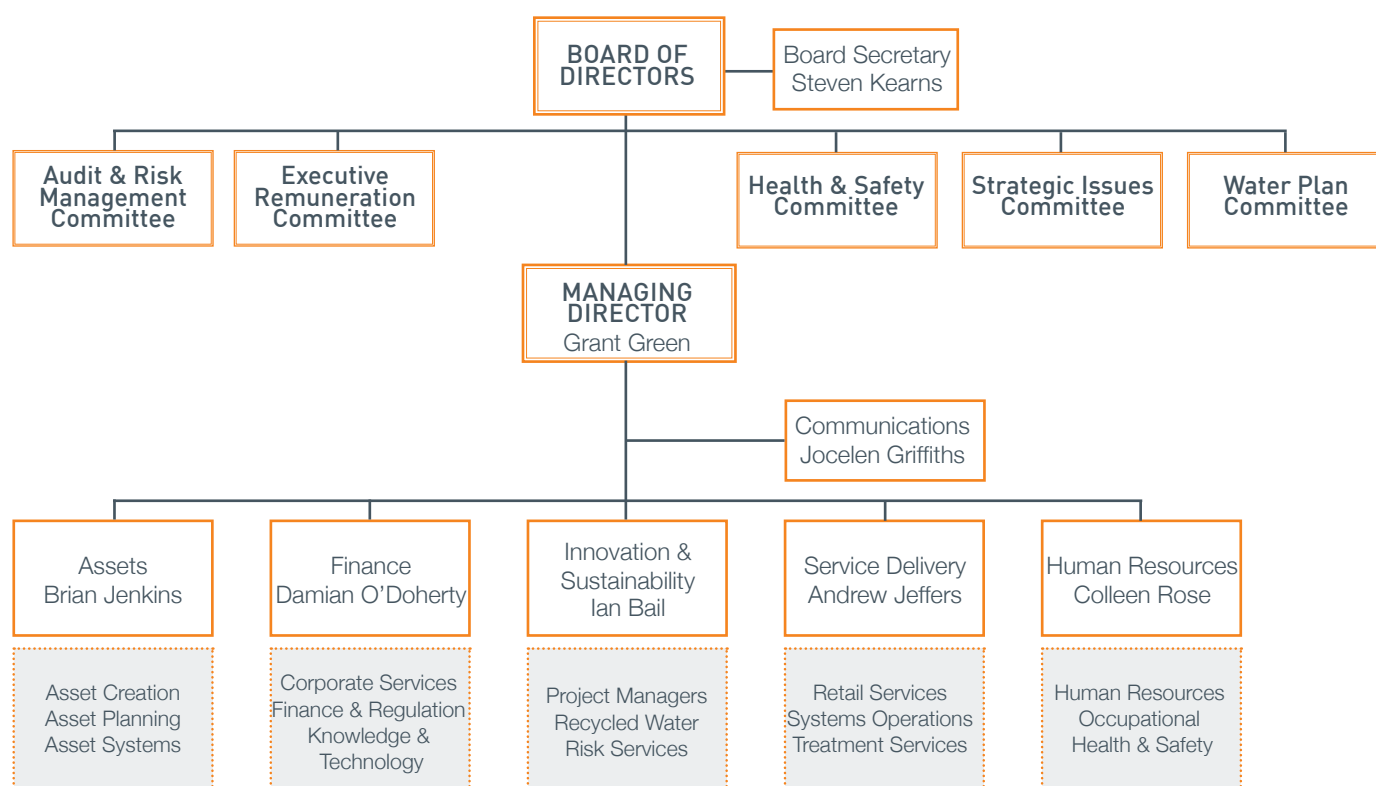 BOARD OF
DIRECTORS
Board Secretary
Steven Kearns
Audit & Risk
Management
Committee
Executive
Remuneration
Committee
Health & Safety
Committee
Strategic Issues
Committee
Water Plan
Committee
MANAGING
DIRECTOR
Grant Green
Communications
Jocelen Griffiths
Assets
Brian Jenkins
Finance
Damian O’Doherty
Innovation &
Sustainability
Ian Bail
Service Delivery
Andrew Jeffers
Human Resources
Colleen Rose
Asset Creation
Asset Planning
Asset Systems
Corporate Services
Finance & Regulation
Knowledge &
Technology
Project Managers
Recycled Water
Risk Services
Retail Services
Systems Operations
Treatment Services
Human Resources
Occupational
Health & Safety